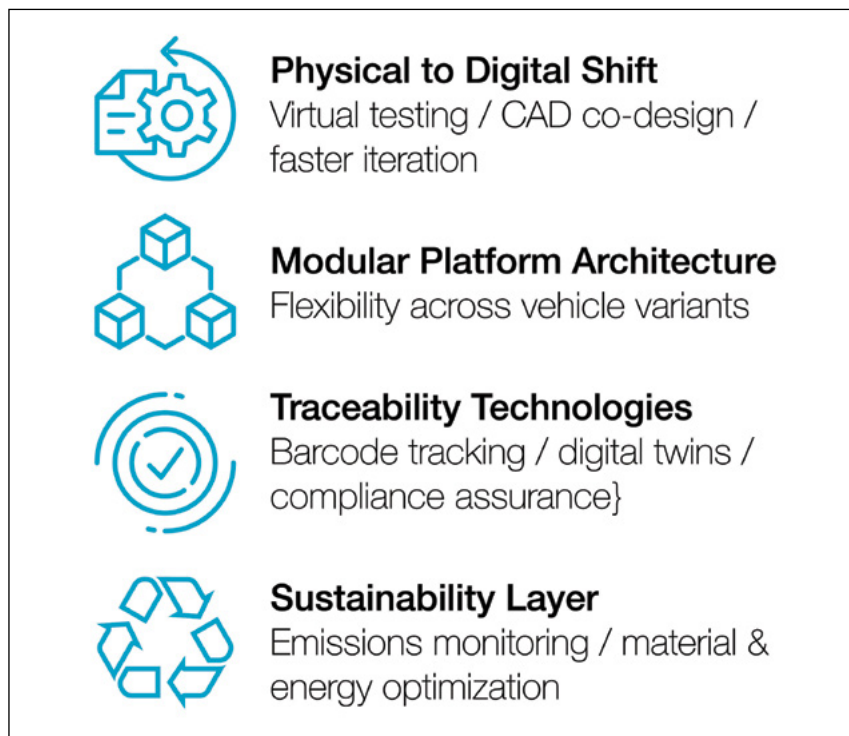 Physical to Digital Shift
Virtual testing / CAD co-design /
faster iteration
Modular Platform Architecture
Flexibility across vehicle variants
Traceability Technologies
Barcode tracking / digital twins /
compliance assurance}
Sustainability Layer
Emissions monitoring / material &
energy optimization